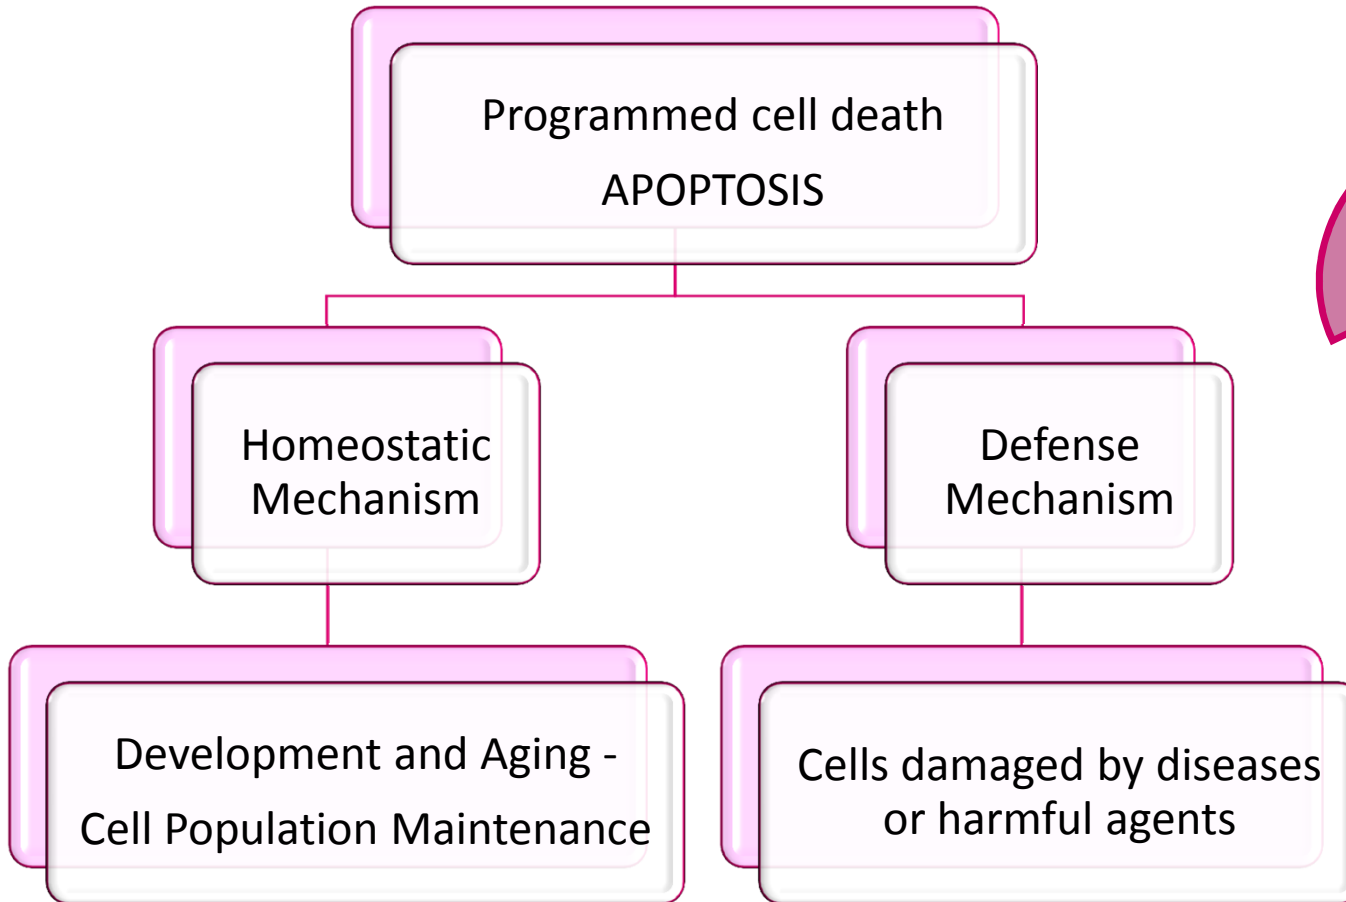 Programmed cell death
APOPTOSIS
Homeostatic
Mechanism
Defense
Mechanism
Development and Aging -
Cell Population Maintenance
Cells damaged by diseases
or harmful agents